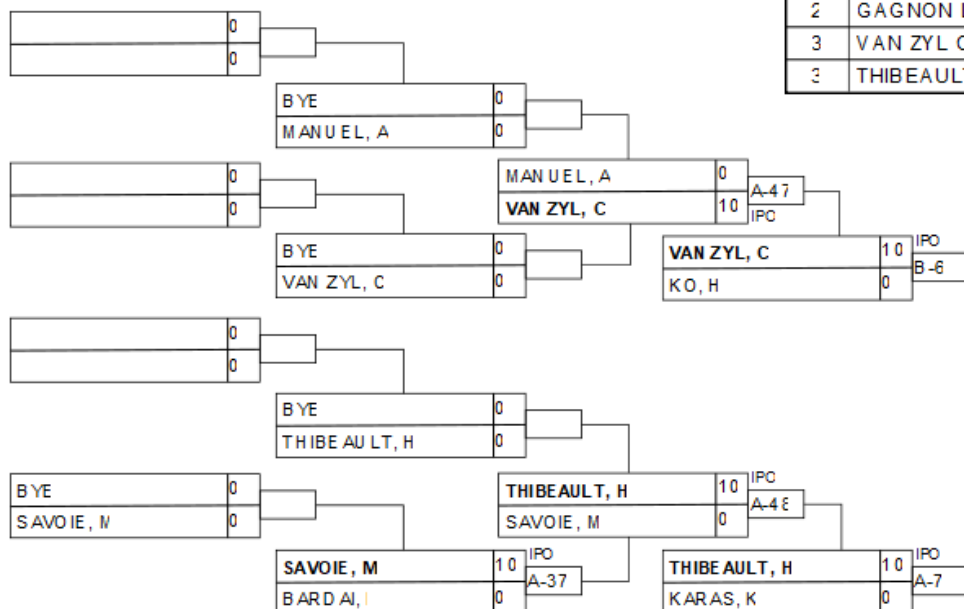 2 GAGNON
3 VAN ZYL C
3 THIBEAULT
0
0
BYE 0
MANUEL, A 0
0
0
MANUEL, A 0
VAN ZYL, C 10
A-47
IPO
BYE 0
VAN ZYL, C 0
VAN ZYL, C 10
KO, H 0
IPO
B-6
0
0
BYE 0
THIBEAULT, H 0
BYE 0
SAVOIE, M 0
THIBEAULT, H 10
SAVOIE, M 0
IPO
A-48
SAVOIE, M 10
BARDAI, 0
IPO
A-37
THIBEAULT, H 10
KARAS, K 0
IPO
A-7